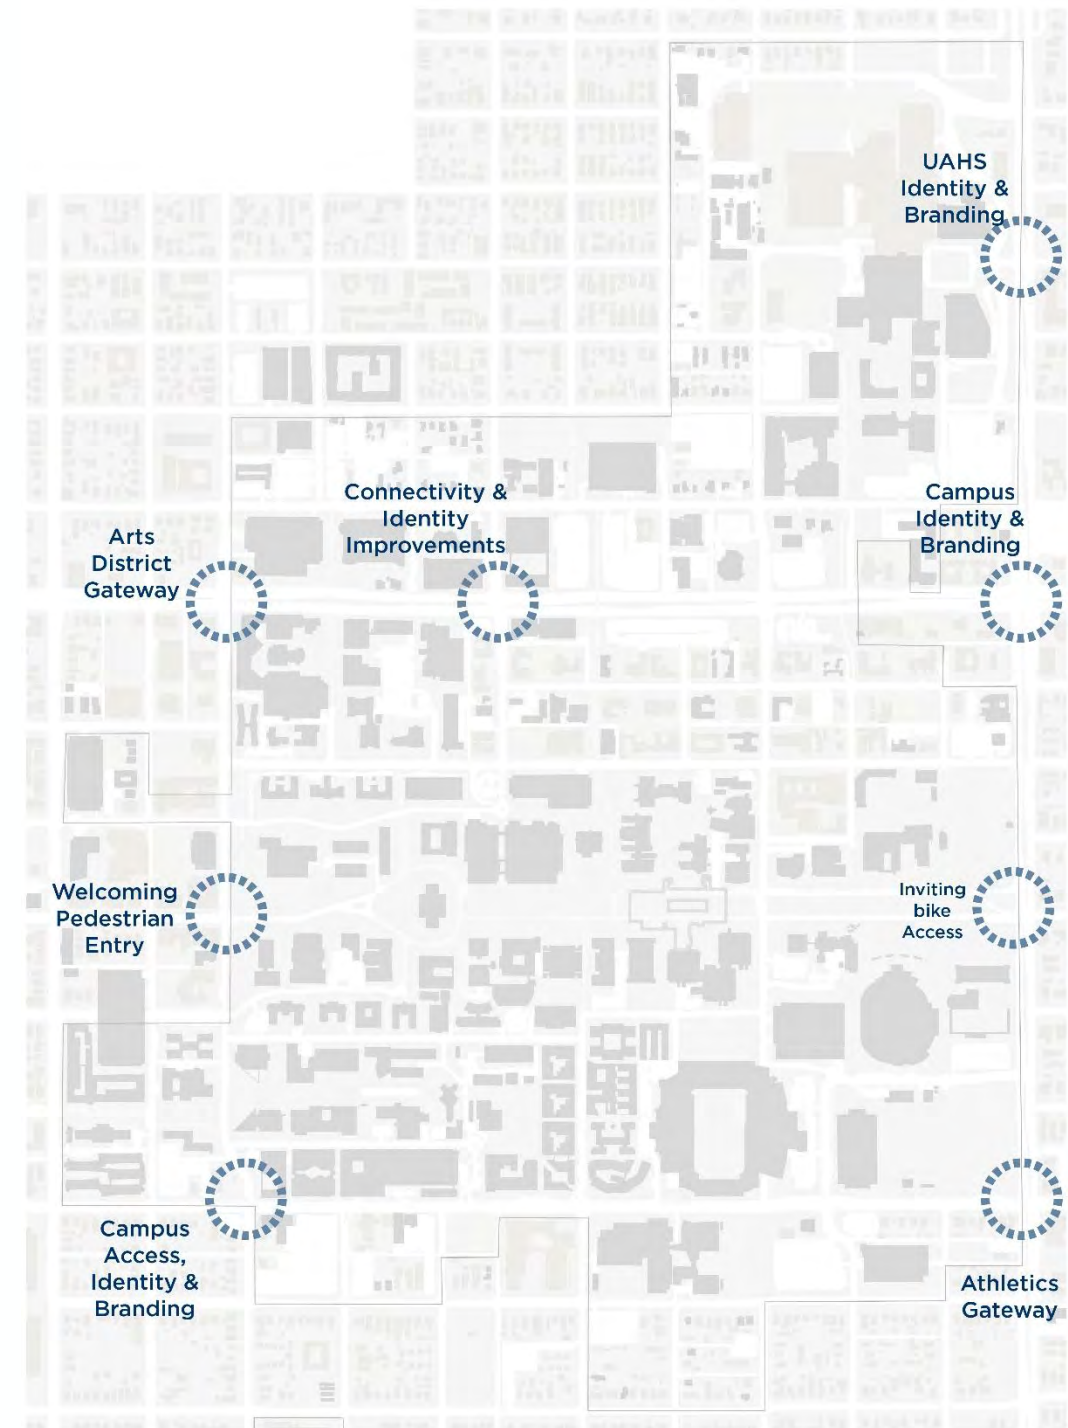 UAHS
Identity &
Branding
Connectivity &
Identity
Improvements
Campus
Identity &
Branding
Arts
District
Gateway
Welcoming
Pedestrian
Entry
Inviting
bike
Access
Campus
Access,
Identity &
Branding
Athletics
Gateway